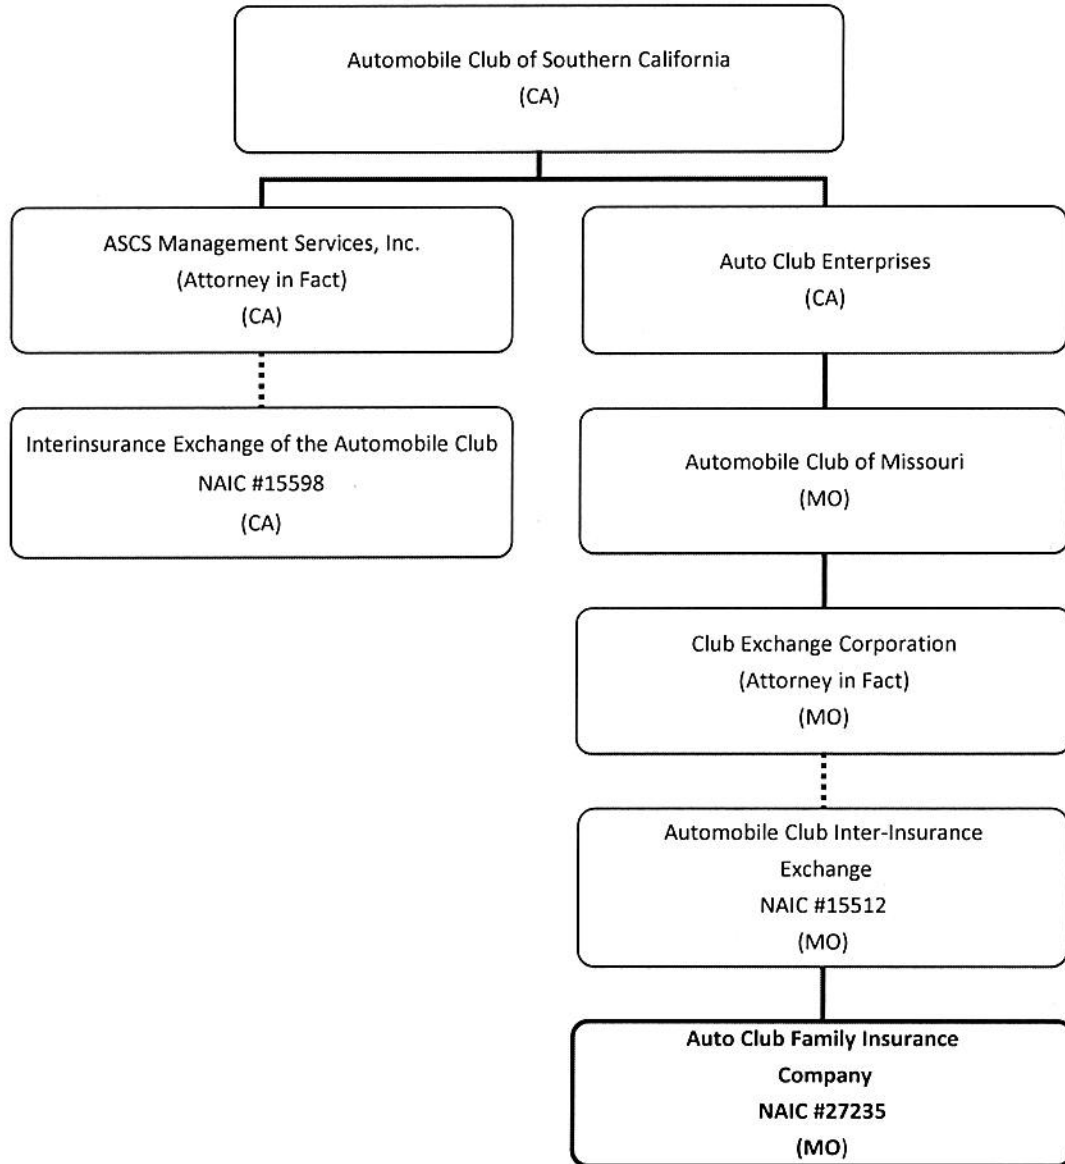 Automobile Club of Southern California
(CA)
ASCS Management Services, Inc.
(Attorney in Fact)
(CA)
Auto Club Enterprises
(CA)
Interinsurance Exchange of the Automobile Club
NAIC #15598
(CA)
Automobile Club of Missouri
(MO)
Club Exchange Corporation
(Attorney in Fact)
(MO)
Automobile Club Inter-Insurance
Exchange
NAIC #15512
(MO)
Auto Club Family Insurance
Company
NAIC #27235
(MO)